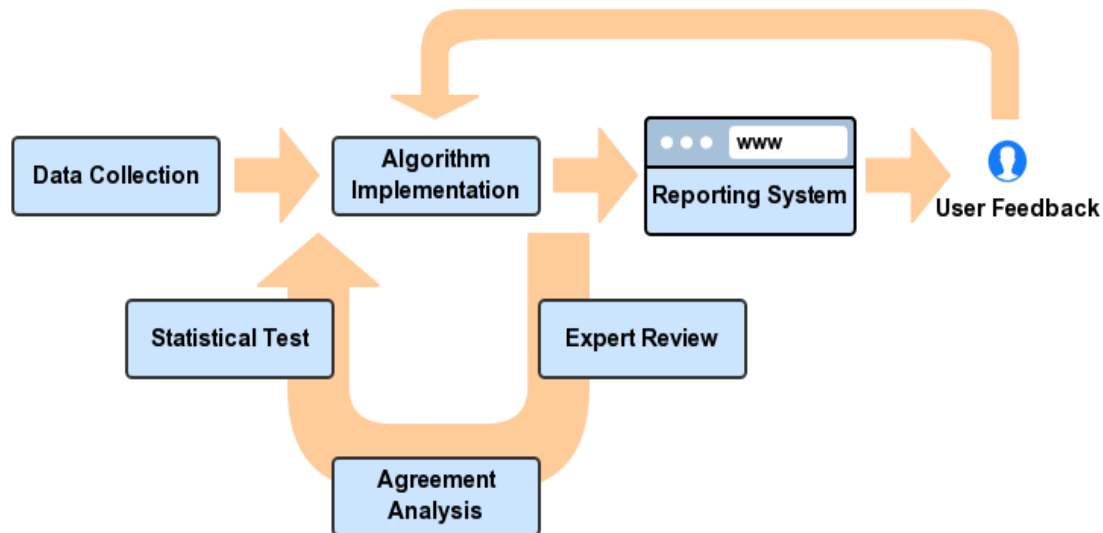 Data Collection
Algorithm
Implementation
www
Reporting System
User Feedback
Statistical Test
Expert Review
Agreement
Analysis